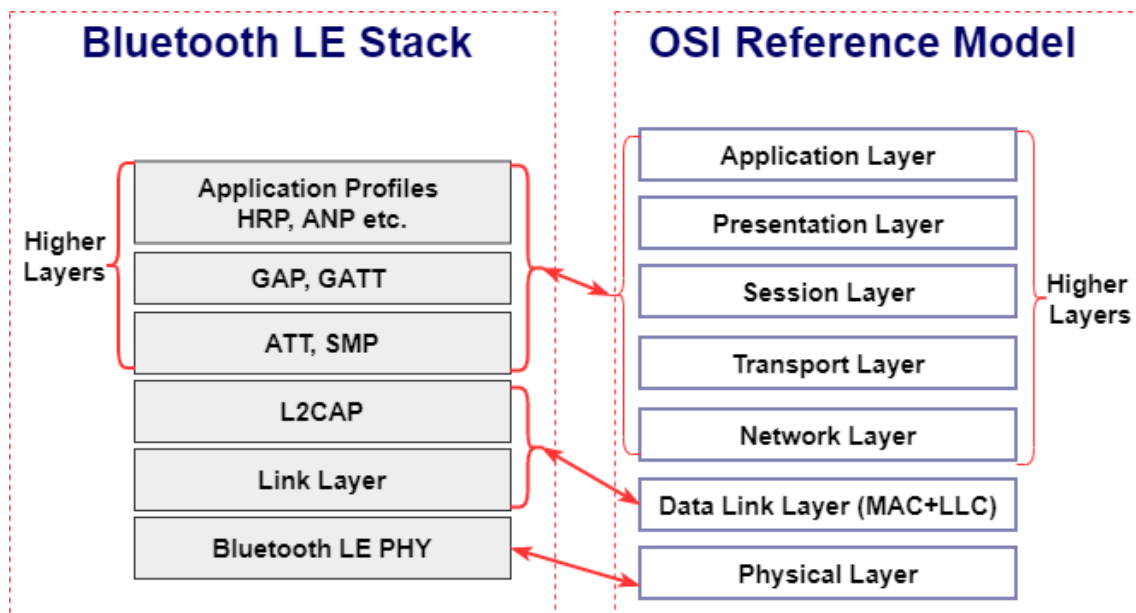 Bluetooth LE Stack
Application Profiles
HRP, ANP etc.
GAP, GATT
ATT, SMP
L2CAP
Link Layer
Bluetooth LE PHY
Higher
Layers
OSI Reference Model
Application Layer
Presentation Layer
Session Layer
Transport Layer
Network Layer
Data Link Layer (MAC+LLC)
Physical Layer
Higher
Layers